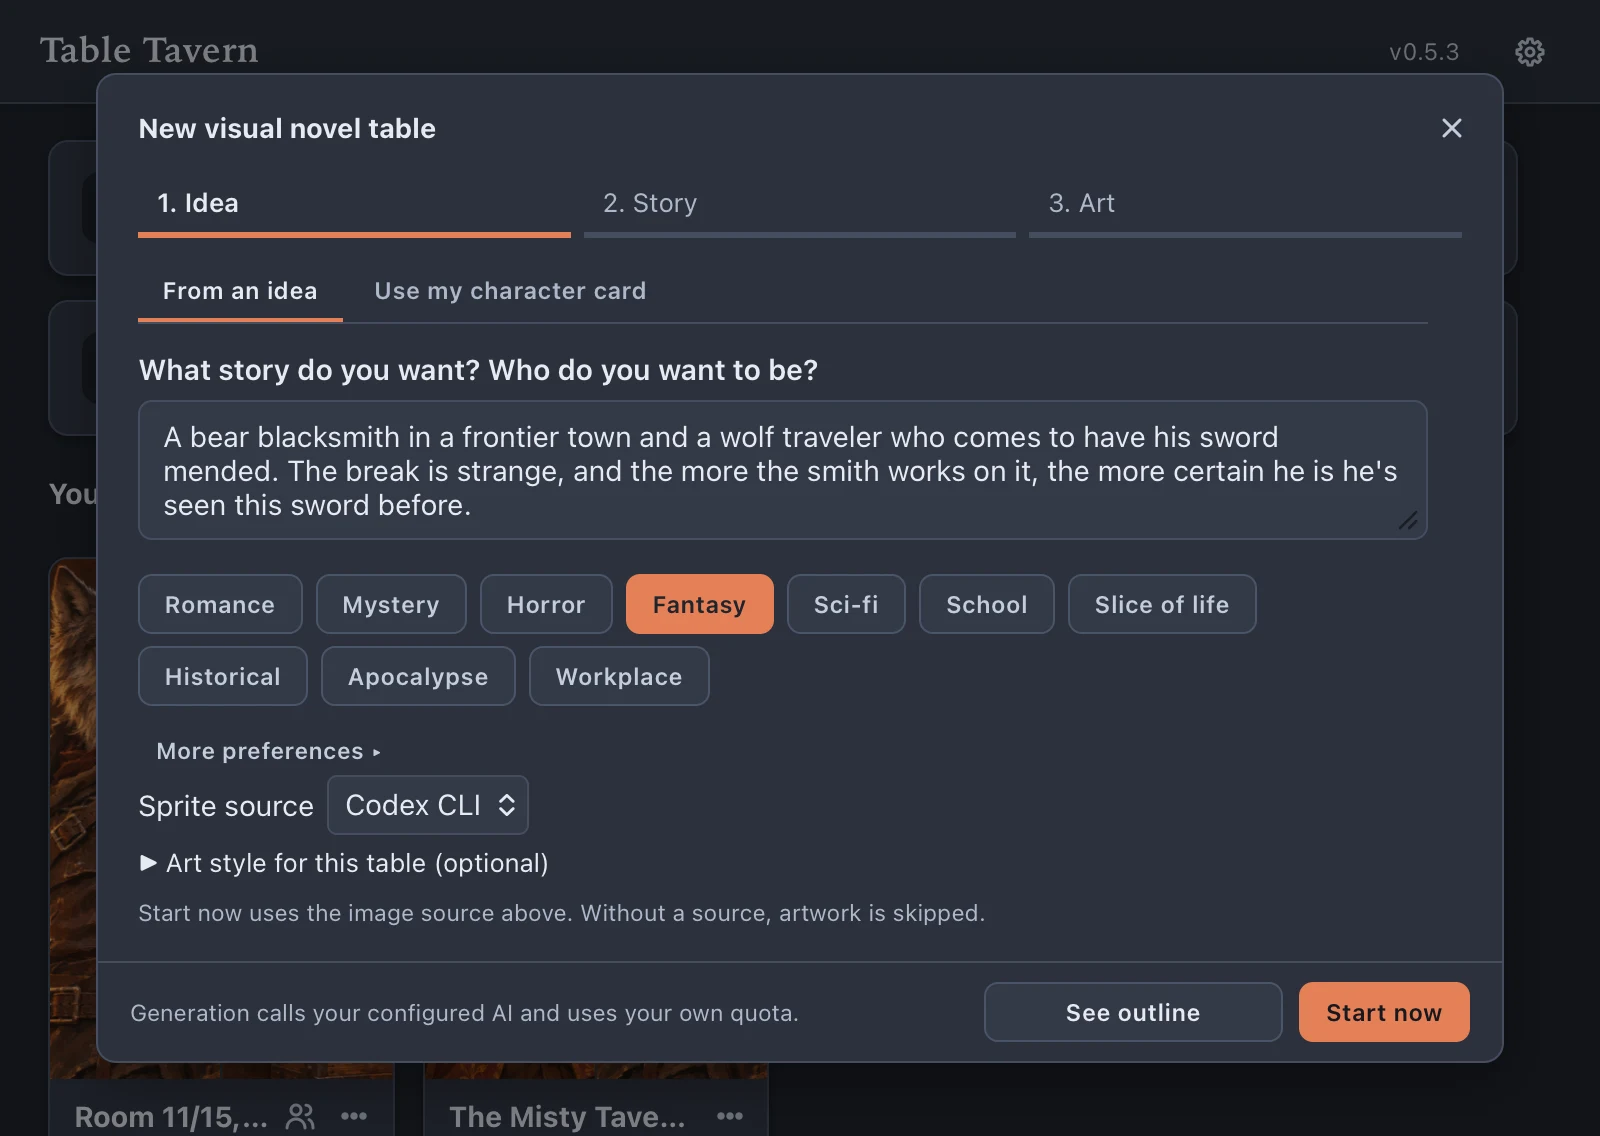 Table Tavern
v0.5.3
New visual novel table
1. Idea
2. Story
3. Art
From an idea
Use my character card
What story do you want? Who do you want to be?
A bear blacksmith in a frontier town and a wolf traveler who comes to have his sword
mended. The break is strange, and the more the smith works on it, the more certain he is he's
seen this sword before.
Romance
Mystery
Horror
Fantasy
Sci-fi
School
Slice of life
Historical
Apocalypse
Workplace
More preferences ▸
Sprite source
Codex CLI
▶ Art style for this table (optional)
Start now uses the image source above. Without a source, artwork is skipped.
Generation calls your configured AI and uses your own quota.
See outline
Start now
You
Room 11/15,...
The Misty Tave...